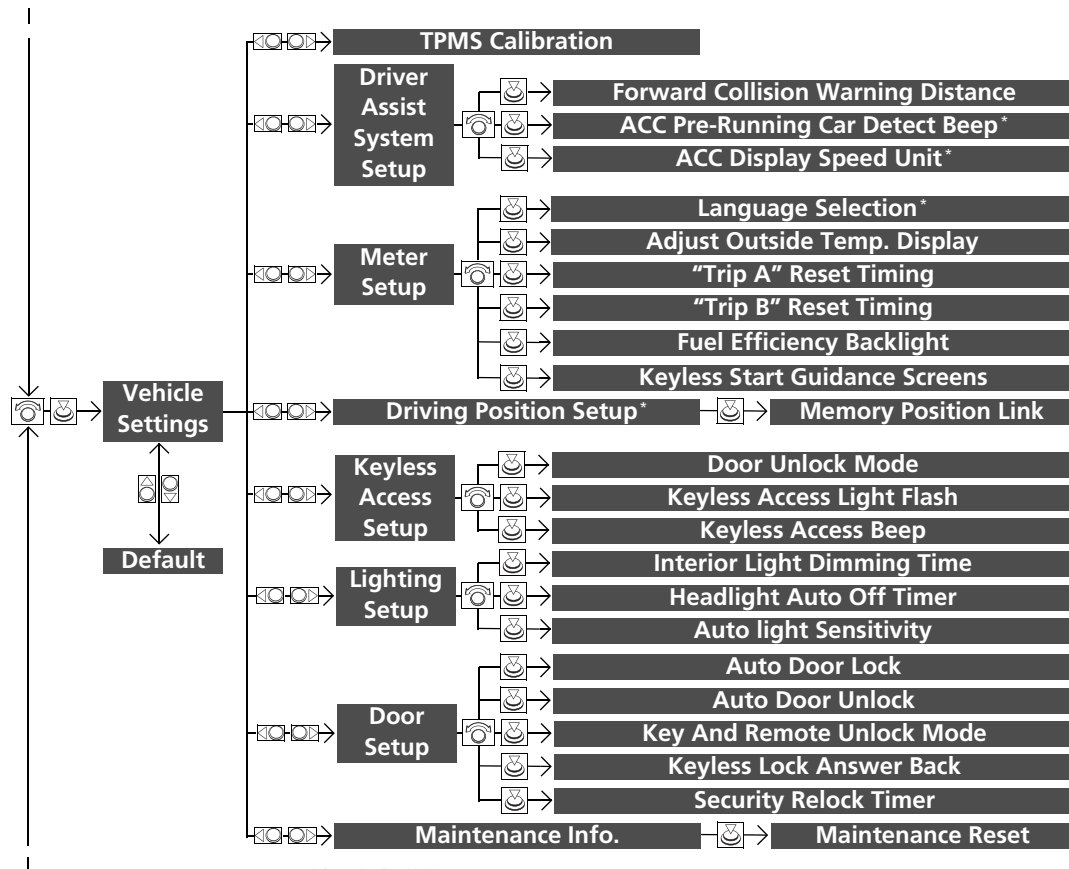 TPMS Calibration
Driver
Assist
System
Setup
Forward Collision Warning Distance
ACC Pre-Running Car Detect Beep*
ACC Display Speed Unit*
Meter
Setup
Language Selection*
Adjust Outside Temp. Display
“Trip A” Reset Timing
“Trip B” Reset Timing
Fuel Efficiency Backlight
Keyless Start Guidance Screens
Vehicle
Settings
Driving Position Setup*
Memory Position Link
Default
Keyless
Access
Setup
Door Unlock Mode
Keyless Access Light Flash
Keyless Access Beep
Lighting
Setup
Interior Light Dimming Time
Headlight Auto Off Timer
Auto light Sensitivity
Door
Setup
Auto Door Lock
Auto Door Unlock
Key And Remote Unlock Mode
Keyless Lock Answer Back
Security Relock Timer
Maintenance Info.
Maintenance Reset